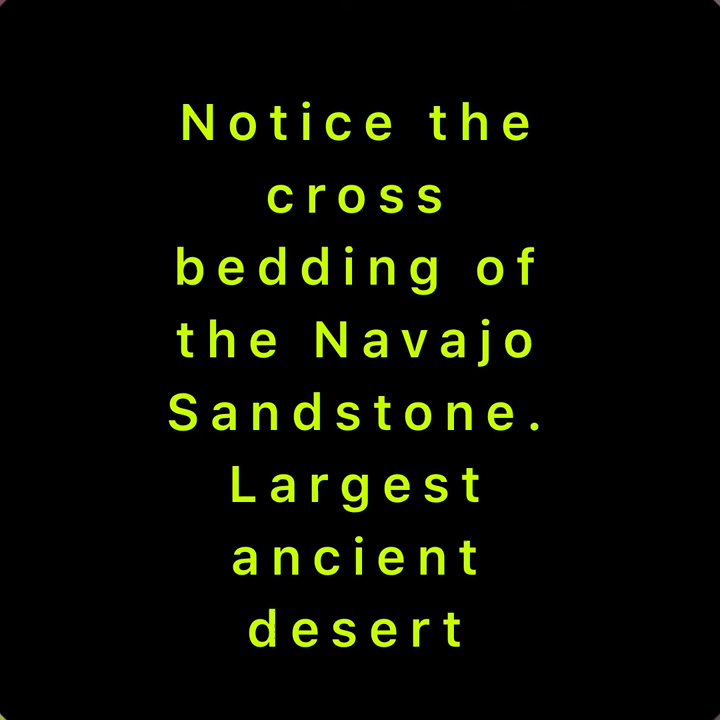 Notice the
cross
bedding of
the Navajo
Sandstone.
Largest
ancient
desert